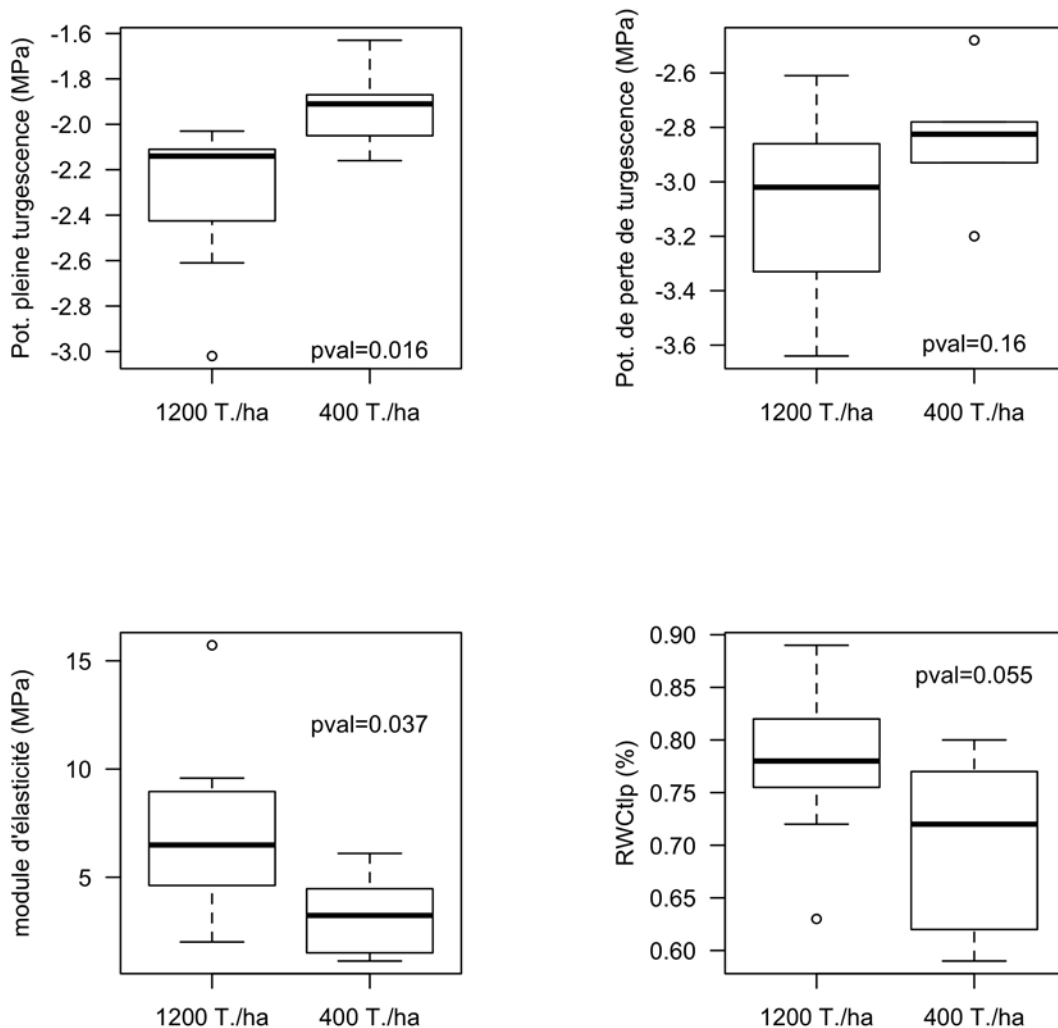 Pot. pleine turgescence (MPa)
-1.6
-1.8
-2.0
-2.2
-2.4
-2.6
-2.8
-3.0
pval=0.016
1200 T./ha
400 T./ha
Pot. de perte de turgescence (MPa)
-2.6
-2.8
-3.0
-3.2
-3.4
-3.6
pval=0.16
1200 T./ha
400 T./ha
module d'élasticité (MPa)
15
10
5
pval=0.037
1200 T./ha
400 T./ha
RWCtlp (%)
0.90
0.85
0.80
0.75
0.70
0.65
0.60
pval=0.055
1200 T./ha
400 T./ha